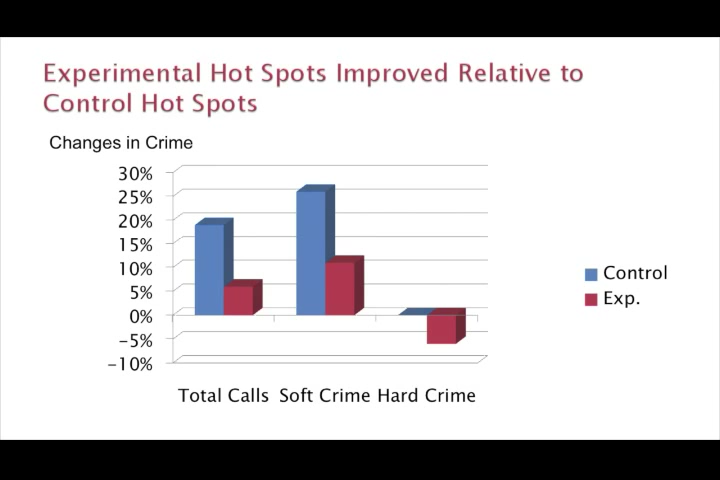 Experimental Hot Spots Improved Relative to
Control Hot Spots
Changes in Crime
30%
25%
20%
15%
10%
5%
0%
−5%
−10%
Total Calls Soft Crime Hard Crime
Control
Exp.